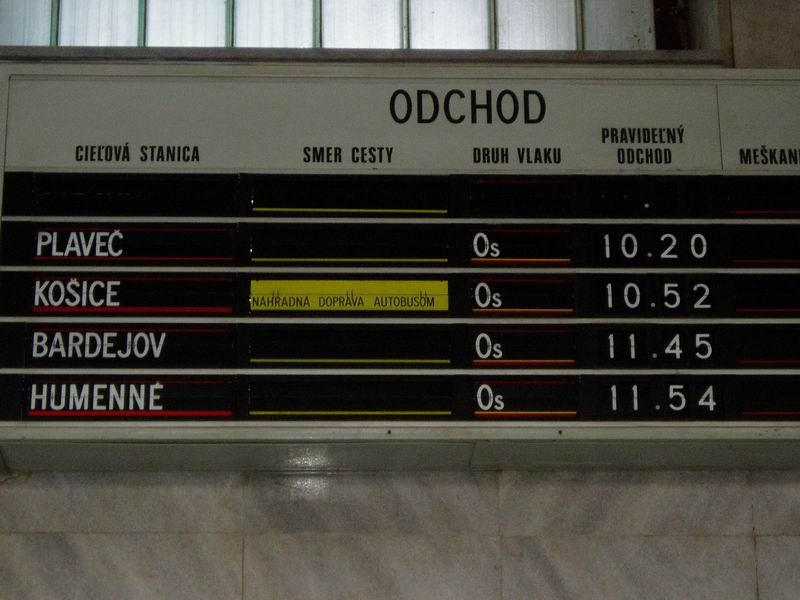 ODCHOD
CIEĽOVÁ STANICA SMER CESTY DRUH VLAKU PRAVIDEĽNÝ ODCHOD
PLAVEČ Os 10.20
KOŠICE NÁHRADNÁ DOPRAVA AUTOBUSOM Os 10.52
BARDEJOV Os 11.45
HUMENNÉ Os 11.54